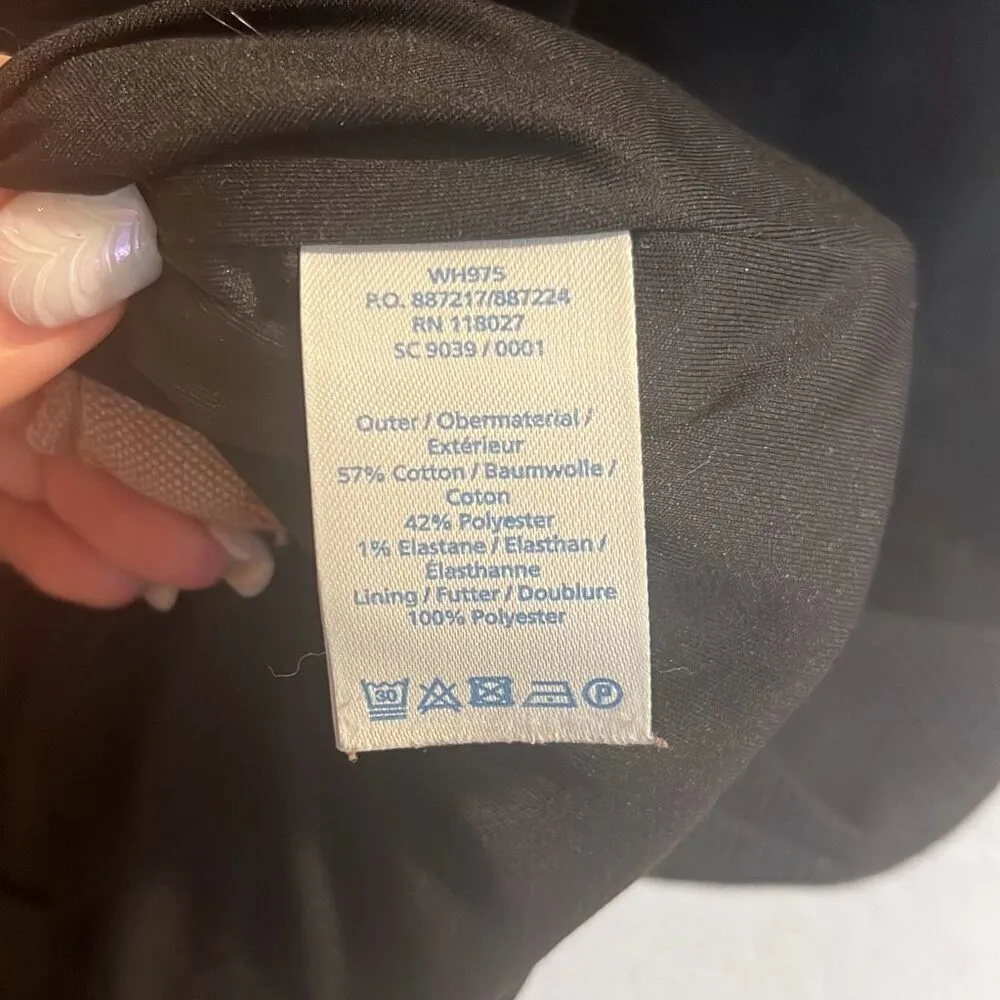 WH975
P.O. 887217/887224
RN 118027
SC 9039 / 0001
Outer / Obermaterial /
Extérieur
57% Cotton / Baumwolle /
Coton
42% Polyester
1% Elastane / Elasthan /
Élasthanne
Lining / Futter / Doublure
100% Polyester
30 P